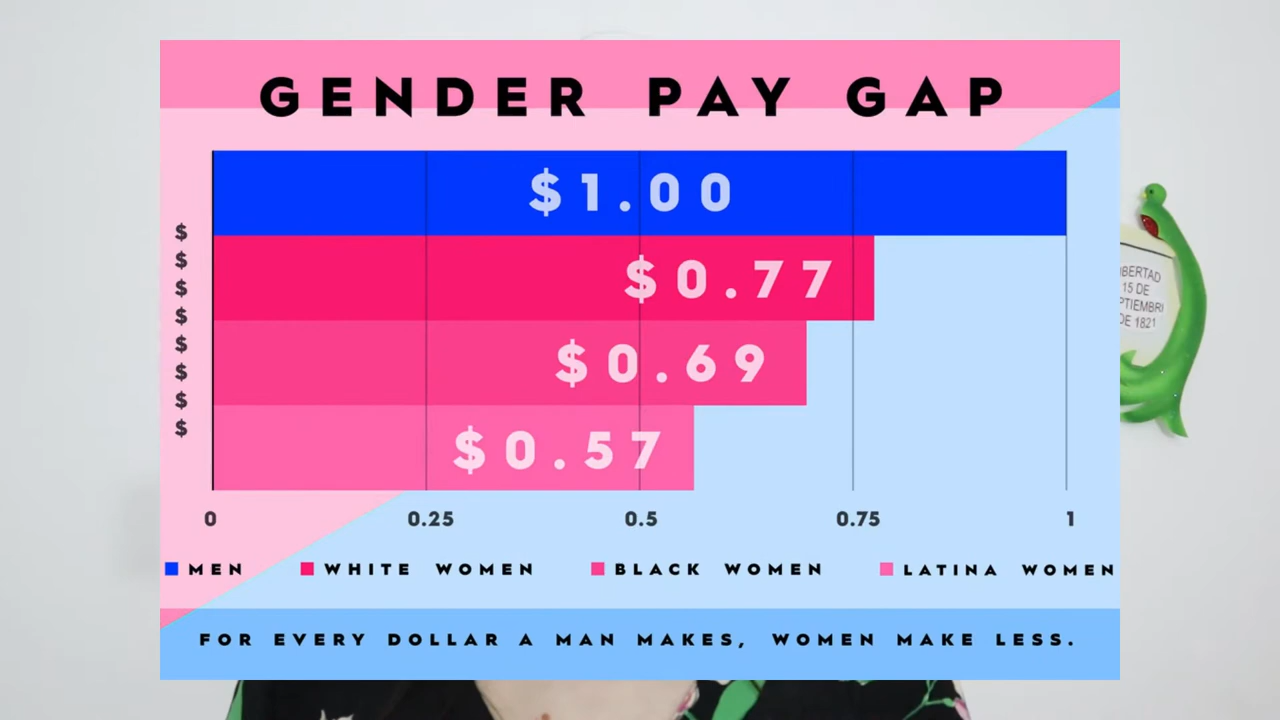 GENDER PAY GAP
$1.00
$0.77
$0.69
$0.57
$
$
$
$
$
$
$
$
0 0.25 0.5 0.75 1
MEN WHITE WOMEN BLACK WOMEN LATINA WOMEN
FOR EVERY DOLLAR A MAN MAKES, WOMEN MAKE LESS.
IBERTAD
15 DE
PTIEMBR
DE 1821